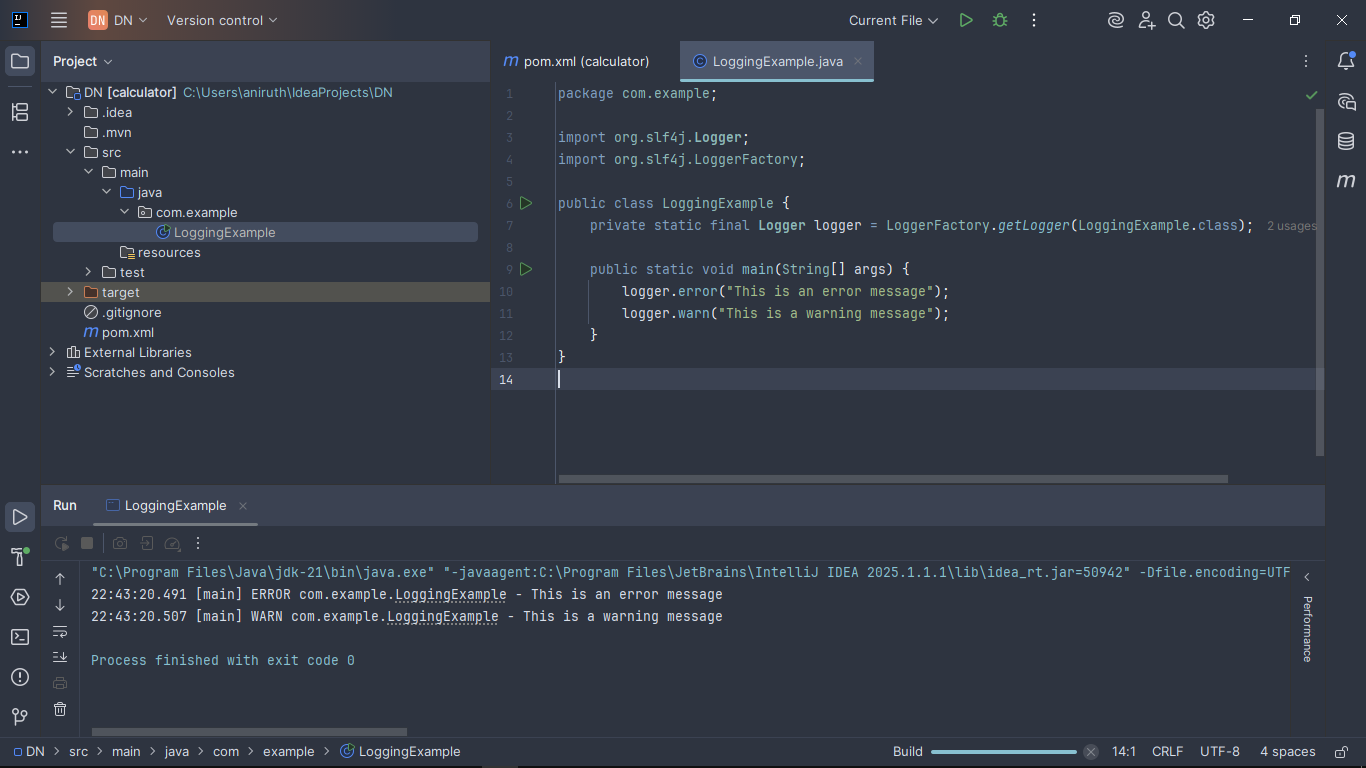 DN DN Version control Current File
Project
pom.xml (calculator) LoggingExample.java
DN [calculator] C:\Users\aniruth\IdeaProjects\DN
.idea
.mvn
src
main
java
com.example
LoggingExample
resources
test
target
.gitignore
pom.xml
External Libraries
Scratches and Consoles
1 package com.example;
2
3 import org.slf4j.Logger;
4 import org.slf4j.LoggerFactory;
5
6 public class LoggingExample {
7 private static final Logger logger = LoggerFactory.getLogger(LoggingExample.class); 2 usages
8
9 public static void main(String[] args) {
10 logger.error("This is an error message");
11 logger.warn("This is a warning message");
12 }
13 }
14
Run LoggingExample
"C:\Program Files\Java\jdk-21\bin\java.exe" "-javaagent:C:\Program Files\JetBrains\IntelliJ IDEA 2025.1.1.1\lib\idea_rt.jar=50942" -Dfile.encoding=UTF
22:43:20.491 [main] ERROR com.example.LoggingExample - This is an error message
22:43:20.507 [main] WARN com.example.LoggingExample - This is a warning message
Process finished with exit code 0
Performance
DN > src > main > java > com > example > LoggingExample Build 14:1 CRLF UTF-8 4 spaces